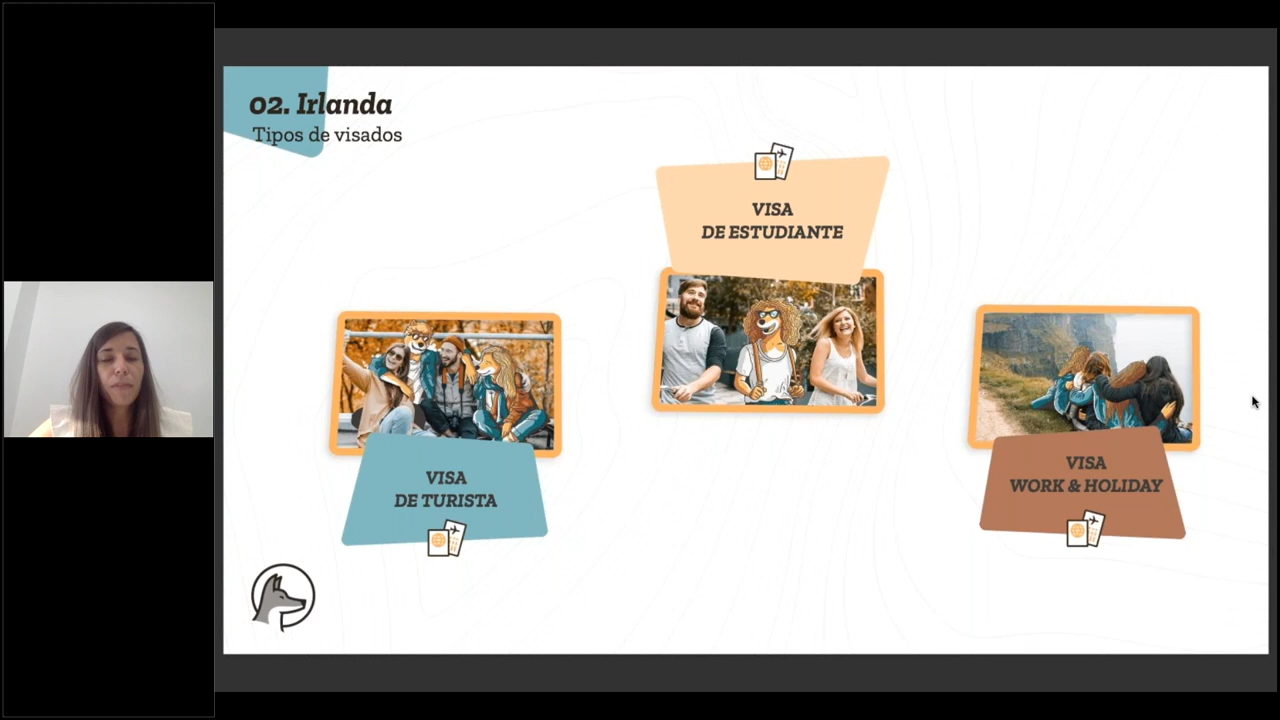 02. Irlanda
Tipos de visados
VISA
DE ESTUDIANTE
VISA
DE TURISTA
VISA
WORK & HOLIDAY